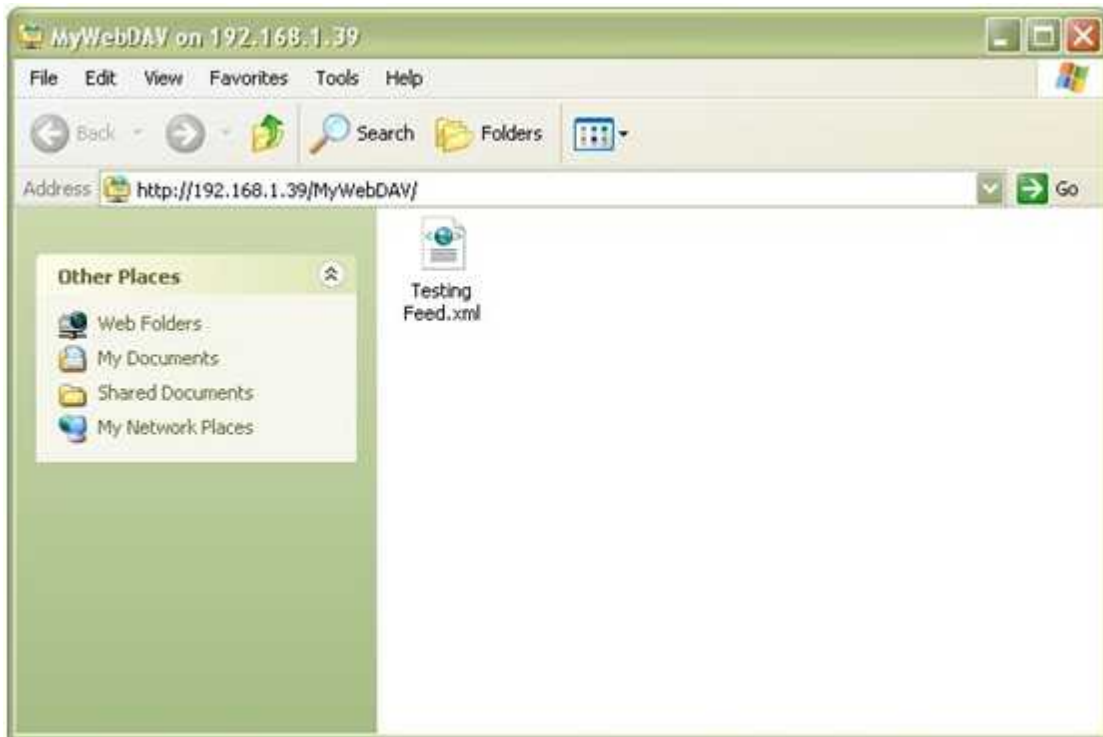 MyWebDAV on 192.168.1.39
File Edit View Favorites Tools Help
Back Search Folders
Address http://192.168.1.39/MyWebDAV/ Go
Other Places
Web Folders
My Documents
Shared Documents
My Network Places
Testing
Feed.xml